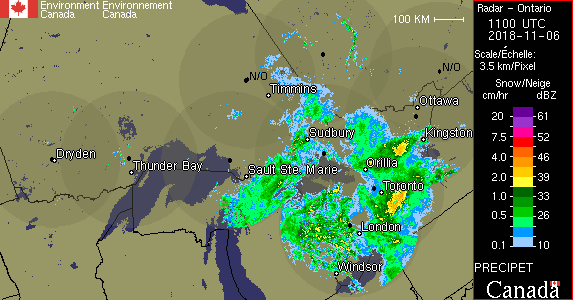 Environment Environnement
Canada Canada
100 KM
N/O
N/O
Timmins
Ottawa
Sudbury
Kingston
Dryden
Thunder Bay
Sault Ste. Marie
Orillia
Toronto
London
Windsor
Radar - Ontario
1100 UTC
2018-11-06
Scale/Échelle:
3.5 km/Pixel
Snow/Neige
cm/hr dBZ
20 61
7.5 52
4.0 46
2.0 39
1.0 33
0.5 26
0.1 10
PRECIPET
Canada